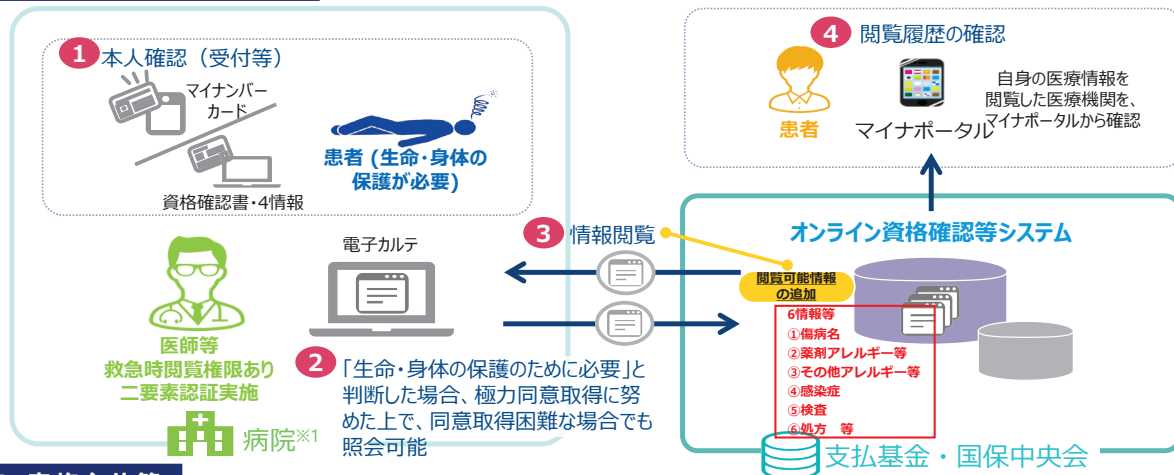 1 本人確認（受付等）
マイナンバー
カード
患者 (生命・身体の
保護が必要)
資格確認書・4情報
医師等
救急時閲覧権限あり
二要素認証実施
電子カルテ
2 「生命・身体の保護のために必要」と
判断した場合、極力同意取得に努
めた上で、同意取得困難な場合でも
照会可能
病院※1
3 情報閲覧
4 閲覧履歴の確認
患者
マイナポータル
自身の医療情報を
閲覧した医療機関を、
マイナポータルから確認
オンライン資格確認等システム
閲覧可能情報
の追加
6情報等
①傷病名
②薬剤アレルギー等
③その他アレルギー等
④感染症
⑤検査
⑥処方 等
支払基金・国保中央会